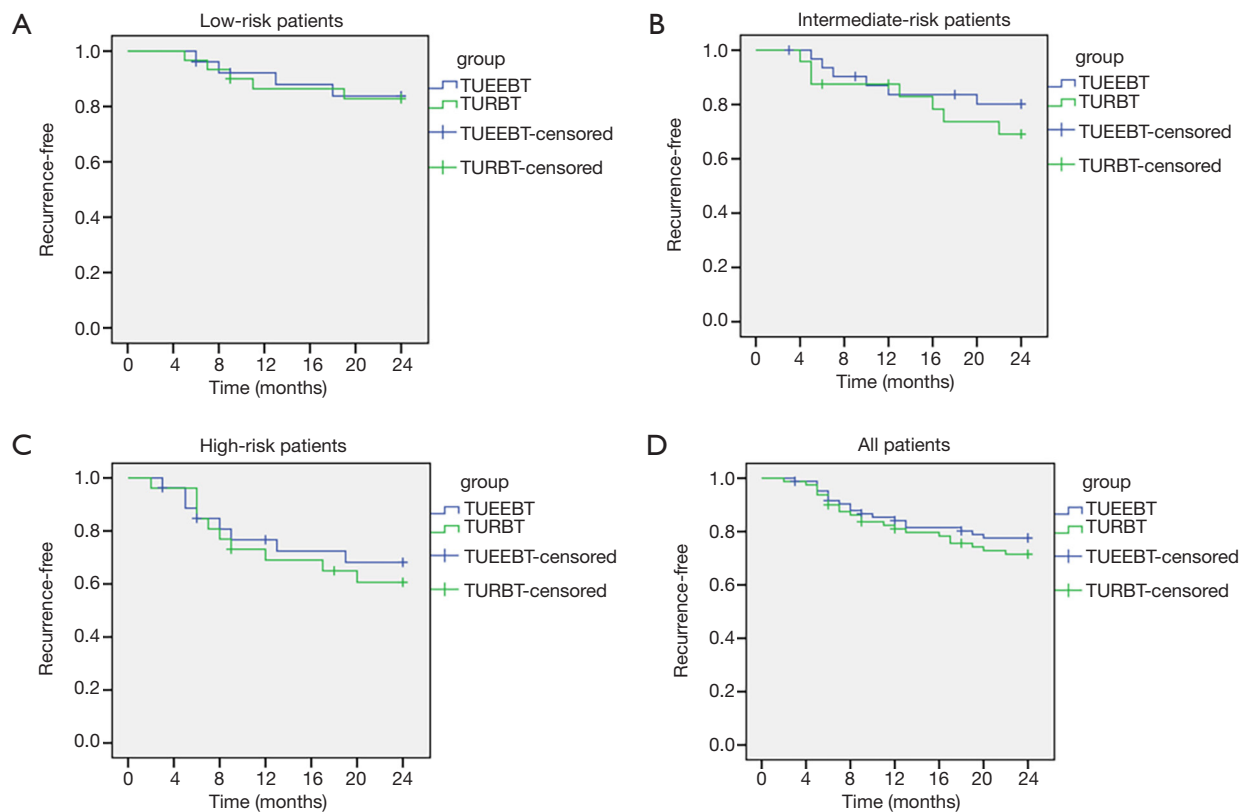 A
Low-risk patients
Recurrence-free
1.0
0.8
0.6
0.4
0.2
0.0
0 4 8 12 16 20 24
Time (months)
group
TUEEBT
TURBT
TUEEBT-censored
TURBT-censored
B
Intermediate-risk patients
Recurrence-free
1.0
0.8
0.6
0.4
0.2
0.0
0 4 8 12 16 20 24
Time (months)
group
TUEEBT
TURBT
TUEEBT-censored
TURBT-censored
C
High-risk patients
Recurrence-free
1.0
0.8
0.6
0.4
0.2
0.0
0 4 8 12 16 20 24
Time (months)
group
TUEEBT
TURBT
TUEEBT-censored
TURBT-censored
D
All patients
Recurrence-free
1.0
0.8
0.6
0.4
0.2
0.0
0 4 8 12 16 20 24
Time (months)
group
TUEEBT
TURBT
TUEEBT-censored
TURBT-censored